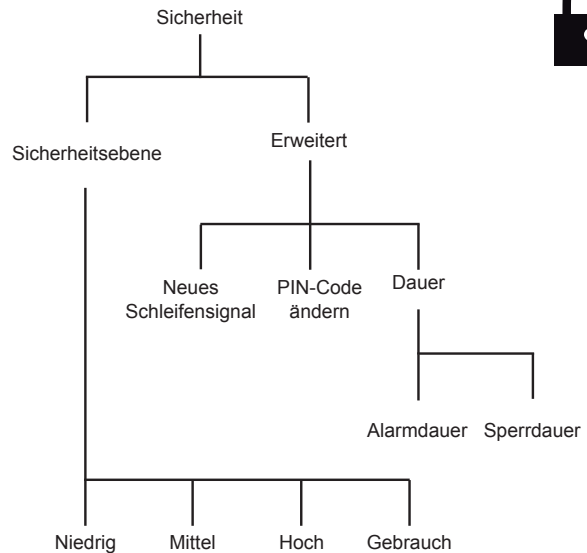 Sicherheit
Sicherheitsebene
Erweitert
Neues
Schleifensignal
PIN-Code
ändern
Dauer
Alarmdauer
Sperrdauer
Niedrig
Mittel
Hoch
Gebrauch